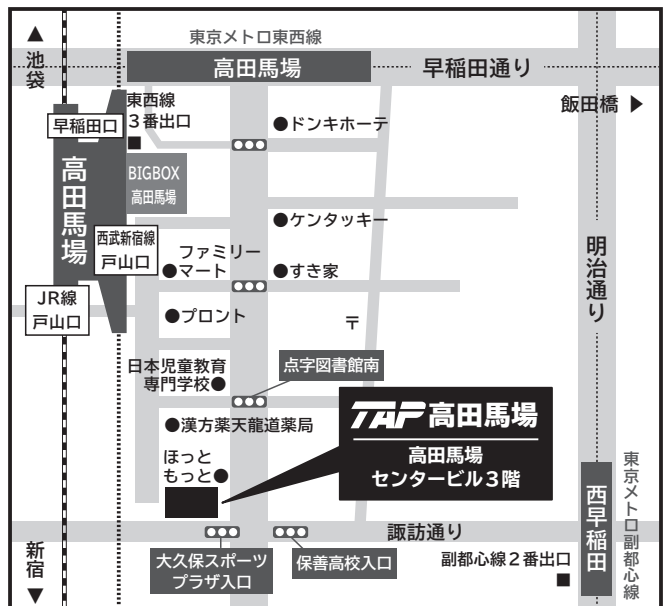 東京メトロ東西線
▲
池袋
高田馬場
早稲田通り
飯田橋 ▶
東西線
3番出口
■
早稲田口
●ドンキホーテ
高田馬場
BIGBOX
高田馬場
●ケンタッキー
西武新宿線
戸山口
ファミリー
●マート
●すき家
明治通り
JR線
戸山口
●プロント
〒
日本児童教育
専門学校●
点字図書館南
●漢方薬天龍道薬局
TAP高田馬場
高田馬場
センタービル3階
ほっと
もっと●
西早稲田
東京メトロ副都心線
諏訪通り
新宿
▼
大久保スポーツ
プラザ入口
保善高校入口
副都心線2番出口
■